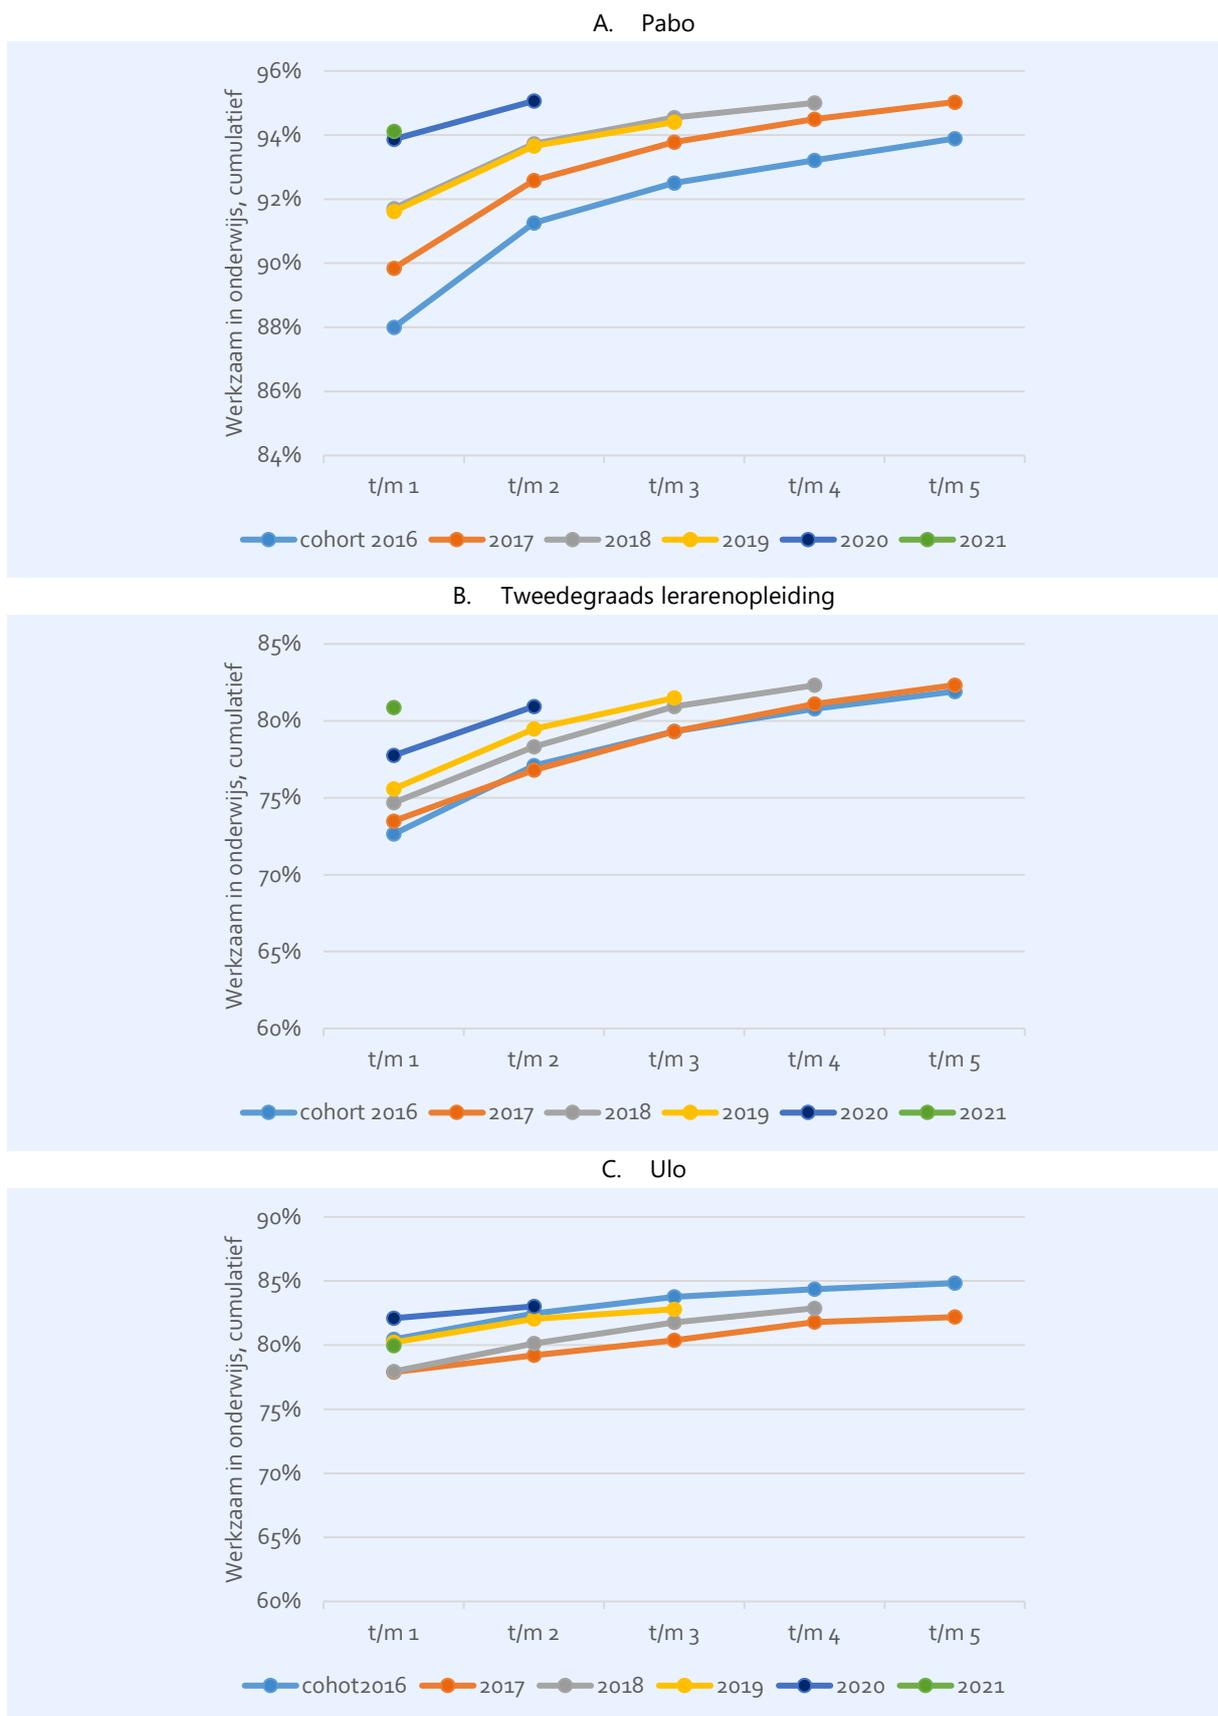 A. Pabo
Werkzaam in onderwijs, cumulatief
96%
94%
92%
90%
88%
86%
84%
t/m 1 t/m 2 t/m 3 t/m 4 t/m 5
cohort 2016 2017 2018 2019 2020 2021
B. Tweedegraads lerarenopleiding
Werkzaam in onderwijs, cumulatief
85%
80%
75%
70%
65%
60%
t/m 1 t/m 2 t/m 3 t/m 4 t/m 5
cohort 2016 2017 2018 2019 2020 2021
C. Ulo
Werkzaam in onderwijs, cumulatief
90%
85%
80%
75%
70%
65%
60%
t/m 1 t/m 2 t/m 3 t/m 4 t/m 5
cohot2016 2017 2018 2019 2020 2021